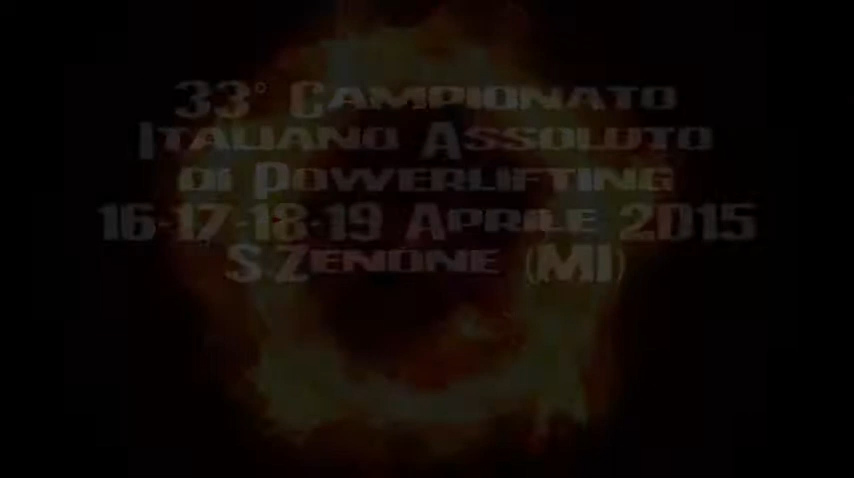 33° Campionato
Italiano Assoluto
di Powerlifting
16-17-18-19 Aprile 2015
S.Zenone (MI)